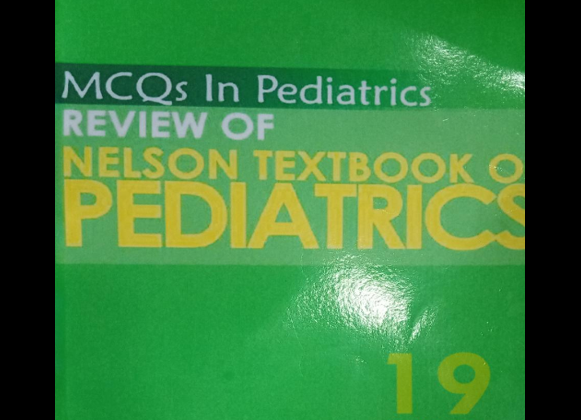 MCQs In Pediatrics
REVIEW OF
NELSON TEXTBOOK O
PEDIATRICS
19